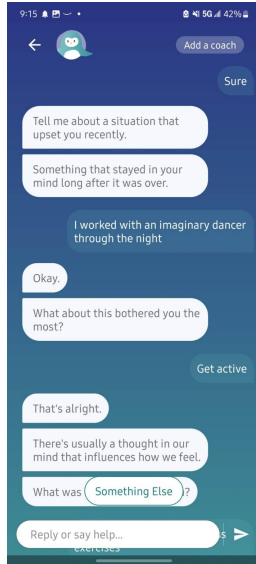 9:15
5G 42%
Add a coach
Sure
Tell me about a situation that
upset you recently.
Something that stayed in your
mind long after it was over.
I worked with an imaginary dancer
through the night
Okay.
What about this bothered you the
most?
Get active
That's alright.
There's usually a thought in our
mind that influences how we feel.
What was
Something Else
?
Reply or say help...
exercises